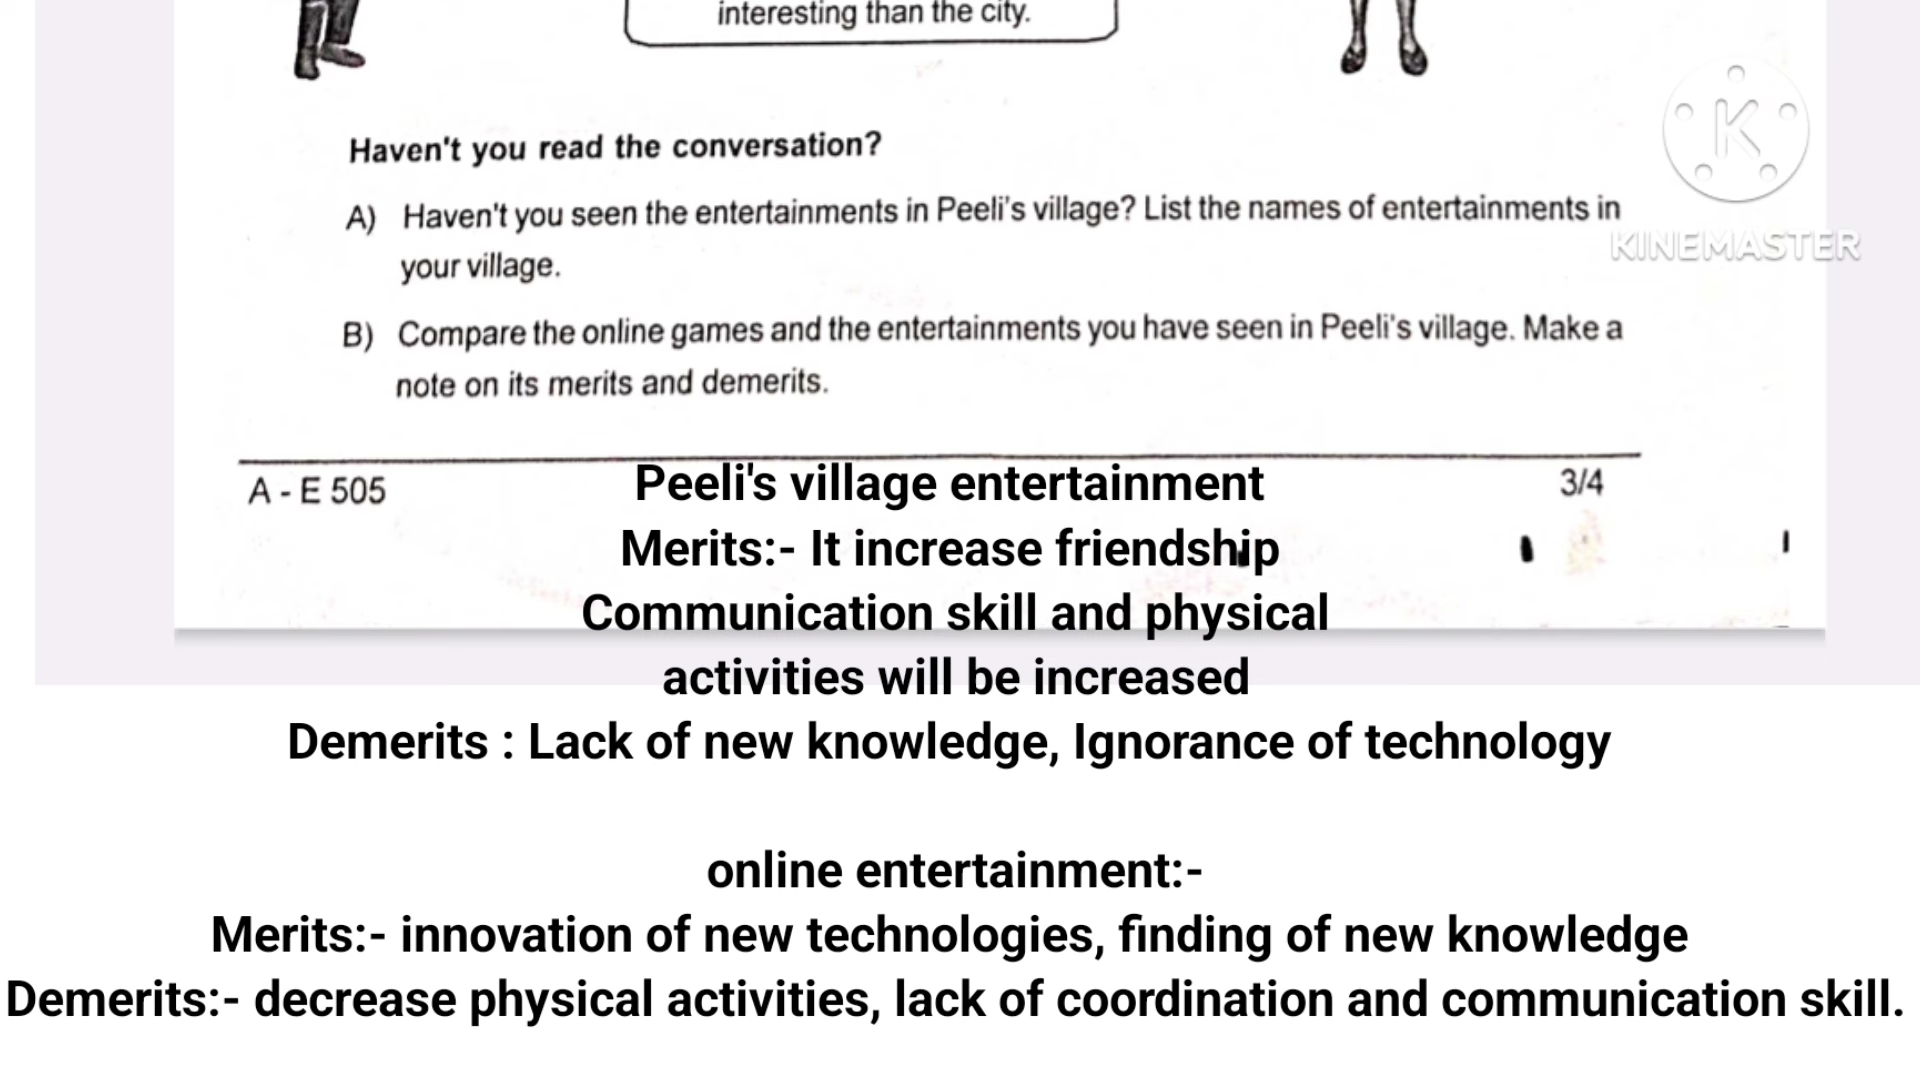 interesting than the city.
K
KINEMASTER
Haven't you read the conversation?
A) Haven't you seen the entertainments in Peeli's village? List the names of entertainments in
your village.
B) Compare the online games and the entertainments you have seen in Peeli's village. Make a
note on its merits and demerits.
A - E 505
3/4
Peeli's village entertainment
Merits:- It increase friendship
Communication skill and physical
activities will be increased
Demerits : Lack of new knowledge, Ignorance of technology
online entertainment:-
Merits:- innovation of new technologies, finding of new knowledge
Demerits:- decrease physical activities, lack of coordination and communication skill.